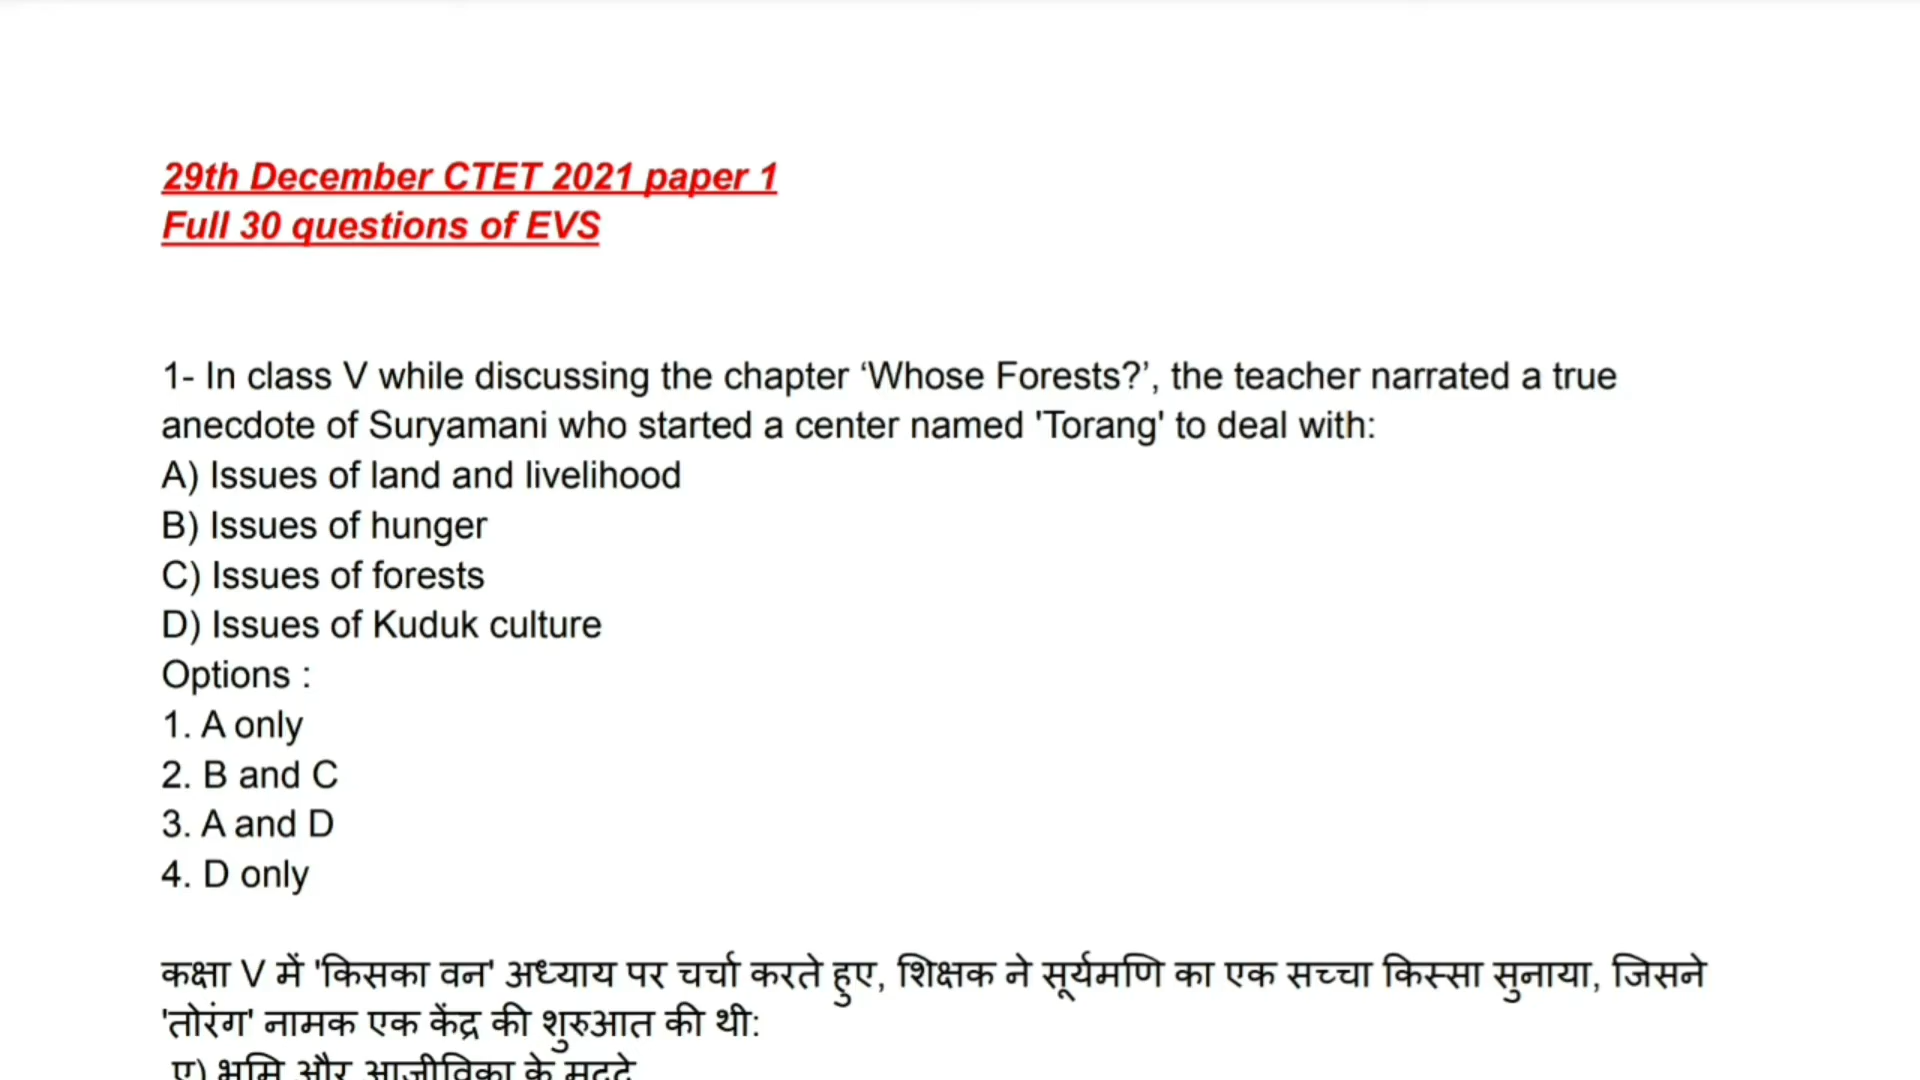 29th December CTET 2021 paper 1
Full 30 questions of EVS
1- In class V while discussing the chapter ‘Whose Forests?’, the teacher narrated a true
anecdote of Suryamani who started a center named 'Torang' to deal with:
A) Issues of land and livelihood
B) Issues of hunger
C) Issues of forests
D) Issues of Kuduk culture
Options :
1. A only
2. B and C
3. A and D
4. D only
कक्षा V में 'किसका वन' अध्याय पर चर्चा करते हुए, शिक्षक ने सूर्यमणि का एक सच्चा किस्सा सुनाया, जिसने
'तोरंग' नामक एक केंद्र की शुरुआत की थी:
ए) भूमि और आजीविका के मुद्दे